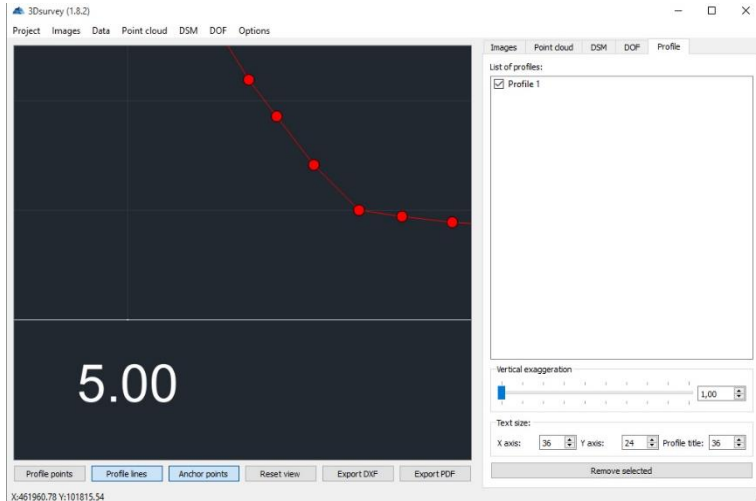 3Dsurvey (1.8.2)
Project Images Data Point cloud DSM DOF Options
Images Point cloud DSM DOF Profile
List of profiles:
Profile 1
5.00
Vertical exaggeration
1,00
Text size:
X axis: 36 Y axis: 24 Profile title: 36
Remove selected
Profile points Profile lines Anchor points Reset view Export DXF Export PDF
X:461960.78 Y:101815.54